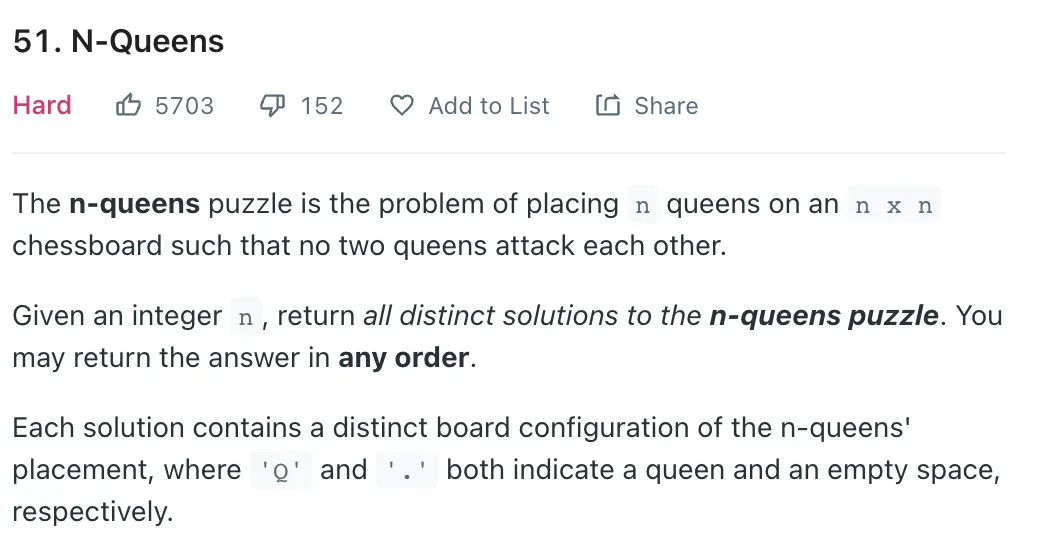 51. N-Queens
Hard 5703 152 Add to List Share
The n-queens puzzle is the problem of placing n queens on an n x n
chessboard such that no two queens attack each other.
Given an integer n, return all distinct solutions to the n-queens puzzle. You
may return the answer in any order.
Each solution contains a distinct board configuration of the n-queens'
placement, where 'Q' and '.' both indicate a queen and an empty space,
respectively.